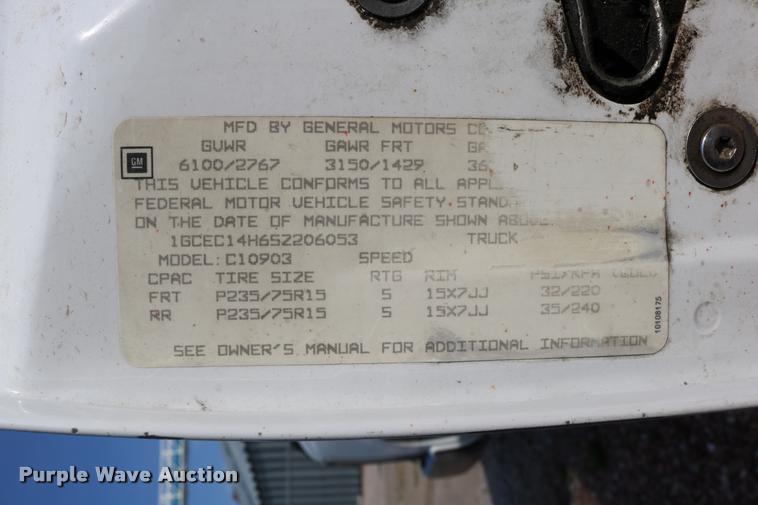 MFD BY GENERAL MOTORS
GVWR GAWR FRT
GM 6100/2767 3150/1429
THIS VEHICLE CONFORMS TO ALL
FEDERAL MOTOR VEHICLE SAFETY
ON THE DATE OF MANUFACTURE SHOWN
1GCEC14H6S2206053 TRUCK
MODEL: C10903 SPEED
CPAC TIRE SIZE RTG RIM PSI/KPA (COLD)
FRT P235/75R15 S 15X7JJ 32/220
RR P235/75R15 S 15X7JJ 35/240
SEE OWNER'S MANUAL FOR ADDITIONAL INFORMATION
10108175
Purple Wave Auction